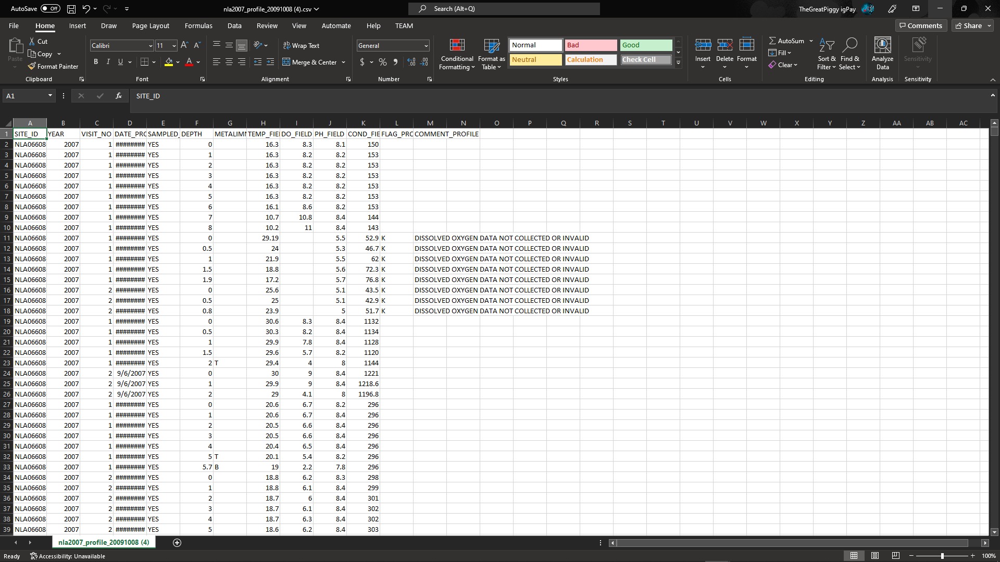 AutoSave Off nla2007_profile_20091008 (4).csv Search (Alt+Q) TheGreatPiggy igPay
File Home Insert Draw Page Layout Formulas Data Review View Automate Help TEAM Comments Share
Paste Cut Copy Format Painter Clipboard
Calibri 11 B I U A A Font
Wrap Text Merge & Center Alignment
General $ % Number
Conditional Formatting Format as Table Normal Bad Good Neutral Calculation Check Cell Styles
Insert Delete Format Cells
AutoSum Fill Clear Sort & Filter Find & Select Editing
Analyze Data Analysis
Sensitivity Sensitivity
A1 fx SITE_ID
A B C D E F G H I J K L M N O P Q R S T U V W X Y Z AA AB AC
1 SITE_ID YEAR VISIT_NO DATE_PRO SAMPLED_ DEPTH METALIMN TEMP_FIE DO_FIELD PH_FIELD COND_FIE FLAG_PRO COMMENT_PROFILE
2 NLA06608 2007 1 ######## YES 0 16.3 8.3 8.1 150
3 NLA06608 2007 1 ######## YES 1 16.3 8.2 8.2 153
4 NLA06608 2007 1 ######## YES 2 16.3 8.2 8.2 153
5 NLA06608 2007 1 ######## YES 3 16.3 8.2 8.2 153
6 NLA06608 2007 1 ######## YES 4 16.3 8.2 8.2 153
7 NLA06608 2007 1 ######## YES 5 16.3 8.2 8.2 153
8 NLA06608 2007 1 ######## YES 6 16.1 8.6 8.2 153
9 NLA06608 2007 1 ######## YES 7 10.7 10.8 8.4 144
10 NLA06608 2007 1 ######## YES 8 10.2 11 8.4 143
11 NLA06608 2007 1 ######## YES 0 29.19 5.5 52.9 K DISSOLVED OXYGEN DATA NOT COLLECTED OR INVALID
12 NLA06608 2007 1 ######## YES 0.5 24 5.3 46.7 K DISSOLVED OXYGEN DATA NOT COLLECTED OR INVALID
13 NLA06608 2007 1 ######## YES 1 21.9 5.5 62 K DISSOLVED OXYGEN DATA NOT COLLECTED OR INVALID
14 NLA06608 2007 1 ######## YES 1.5 18.8 5.6 72.3 K DISSOLVED OXYGEN DATA NOT COLLECTED OR INVALID
15 NLA06608 2007 1 ######## YES 1.9 17.2 5.7 76.8 K DISSOLVED OXYGEN DATA NOT COLLECTED OR INVALID
16 NLA06608 2007 2 ######## YES 0 25.6 5.1 43.5 K DISSOLVED OXYGEN DATA NOT COLLECTED OR INVALID
17 NLA06608 2007 2 ######## YES 0.5 25 5.1 42.9 K DISSOLVED OXYGEN DATA NOT COLLECTED OR INVALID
18 NLA06608 2007 2 ######## YES 0.8 23.9 5 51.7 K DISSOLVED OXYGEN DATA NOT COLLECTED OR INVALID
19 NLA06608 2007 1 ######## YES 0 30.6 8.3 8.4 1132
20 NLA06608 2007 1 ######## YES 0.5 30.3 8.2 8.4 1134
21 NLA06608 2007 1 ######## YES 1 29.9 7.8 8.4 1128
22 NLA06608 2007 1 ######## YES 1.5 29.6 5.7 8.2 1120
23 NLA06608 2007 1 ######## YES 2 T 29.4 4 8 1144
24 NLA06608 2007 2 9/6/2007 YES 0 30 9 8.4 1221
25 NLA06608 2007 2 9/6/2007 YES 1 29.9 9 8.4 1218.6
26 NLA06608 2007 2 9/6/2007 YES 2 29 4.1 8 1196.8
27 NLA06608 2007 1 ######## YES 0 20.6 6.7 8.2 296
28 NLA06608 2007 1 ######## YES 1 20.6 6.7 8.4 296
29 NLA06608 2007 1 ######## YES 2 20.5 6.6 8.4 296
30 NLA06608 2007 1 ######## YES 3 20.5 6.6 8.4 296
31 NLA06608 2007 1 ######## YES 4 20.4 6.5 8.4 296
32 NLA06608 2007 1 ######## YES 5 T 20.1 5.4 8.2 296
33 NLA06608 2007 1 ######## YES 5.7 B 19 2.2 7.8 296
34 NLA06608 2007 2 ######## YES 0 18.8 6.2 8.3 298
35 NLA06608 2007 2 ######## YES 1 18.8 6.1 8.4 299
36 NLA06608 2007 2 ######## YES 2 18.7 6 8.4 301
37 NLA06608 2007 2 ######## YES 3 18.7 6.1 8.4 302
38 NLA06608 2007 2 ######## YES 4 18.7 6.3 8.4 302
39 NLA06608 2007 2 ######## YES 5 18.6 6.2 8.4 303
nla2007_profile_20091008 (4)
Ready Accessibility: Unavailable 100%